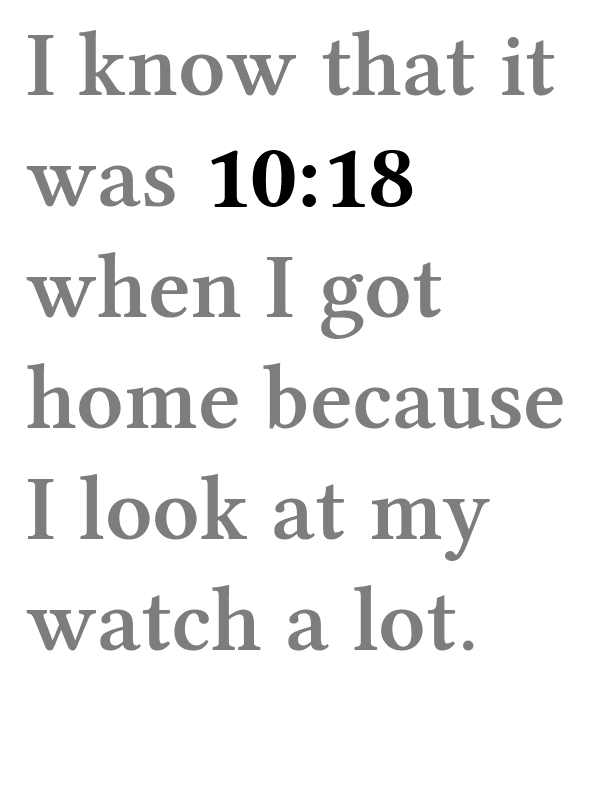 I know that it
was 10:18
when I got
home because
I look at my
watch a lot.